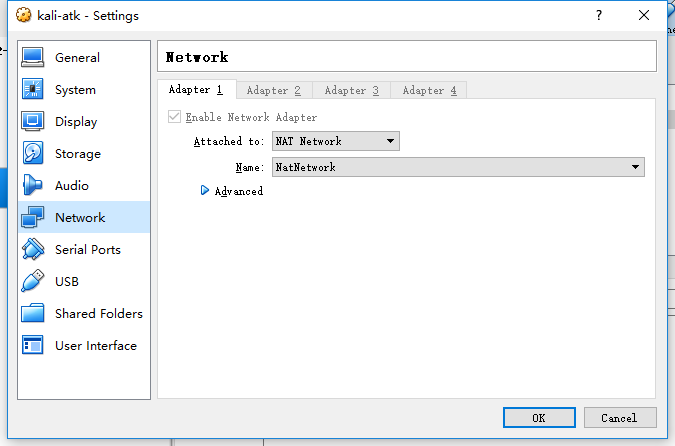 kali-atk - Settings
?
General
System
Display
Storage
Audio
Network
Serial Ports
USB
Shared Folders
User Interface
Network
Adapter 1 Adapter 2 Adapter 3 Adapter 4
Enable Network Adapter
Attached to: NAT Network
Name: NatNetwork
Advanced
OK Cancel